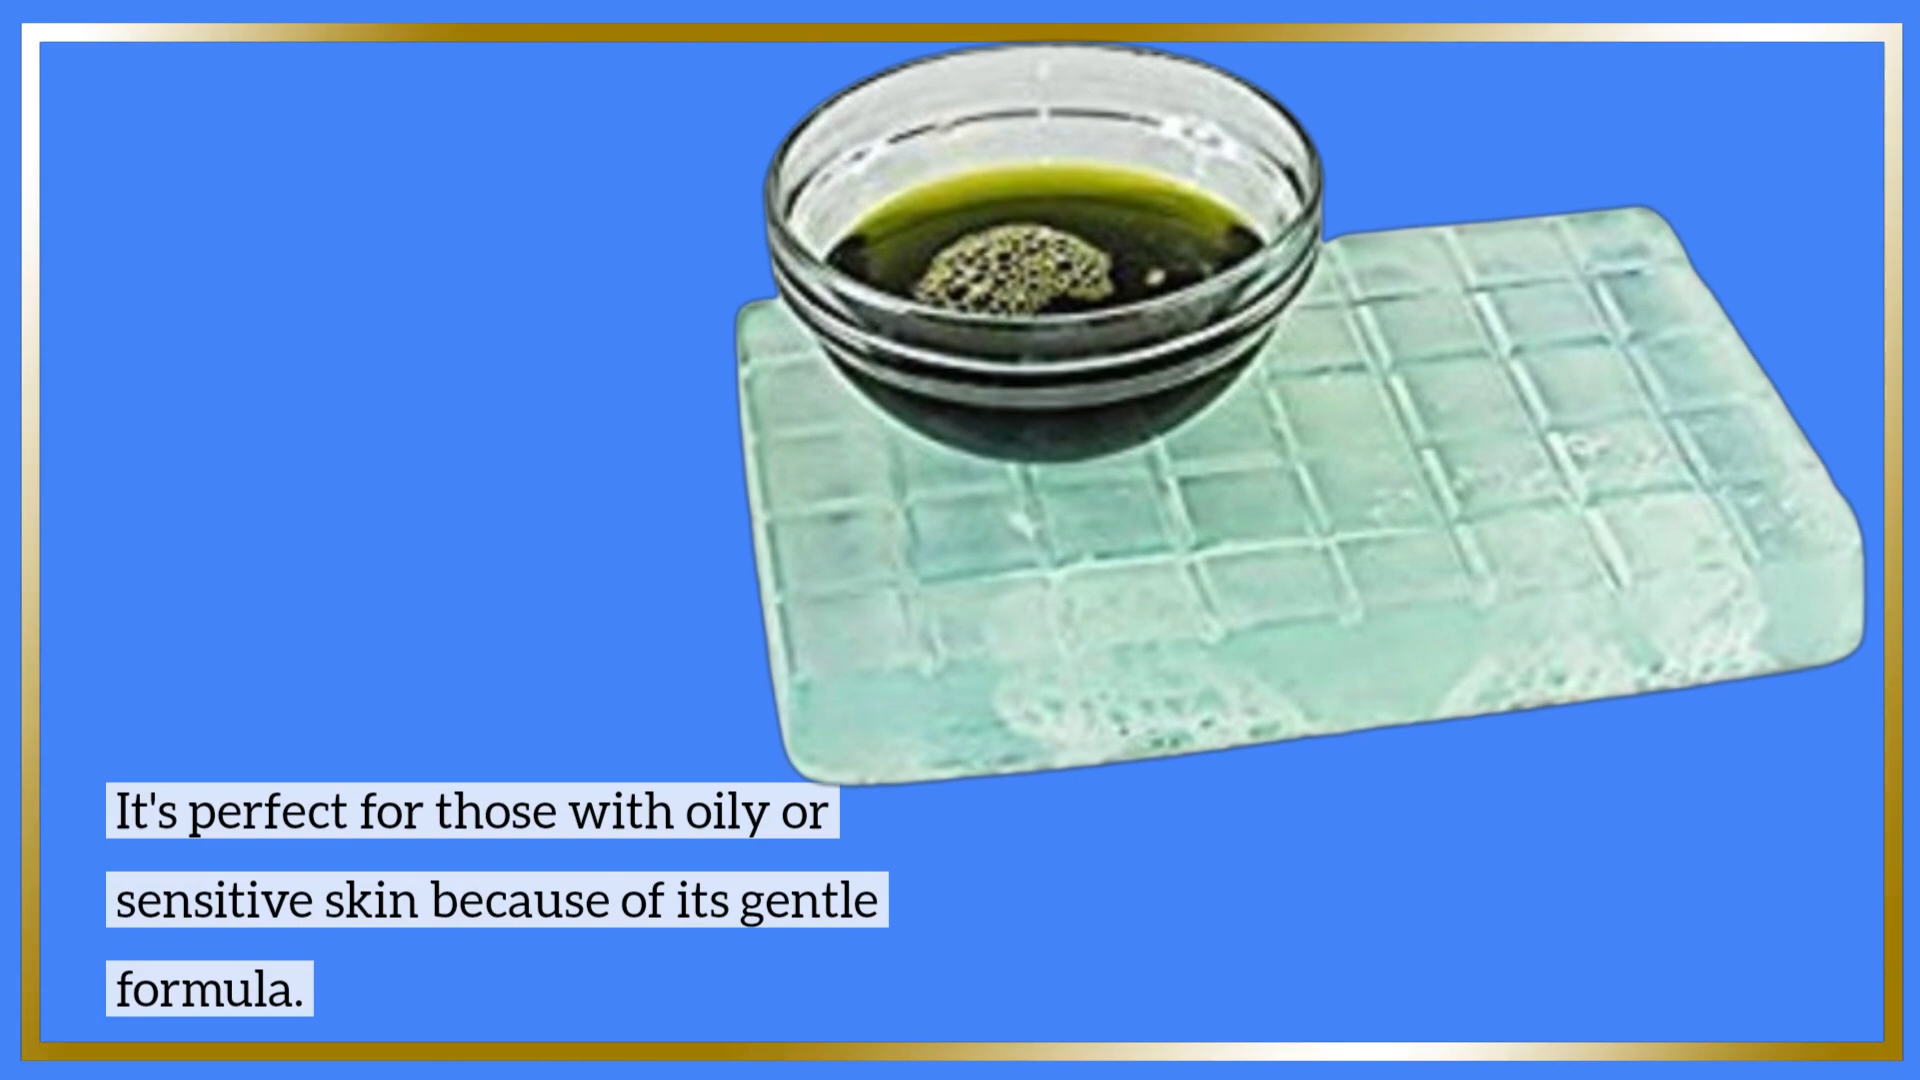 It's perfect for those with oily or
sensitive skin because of its gentle
formula.